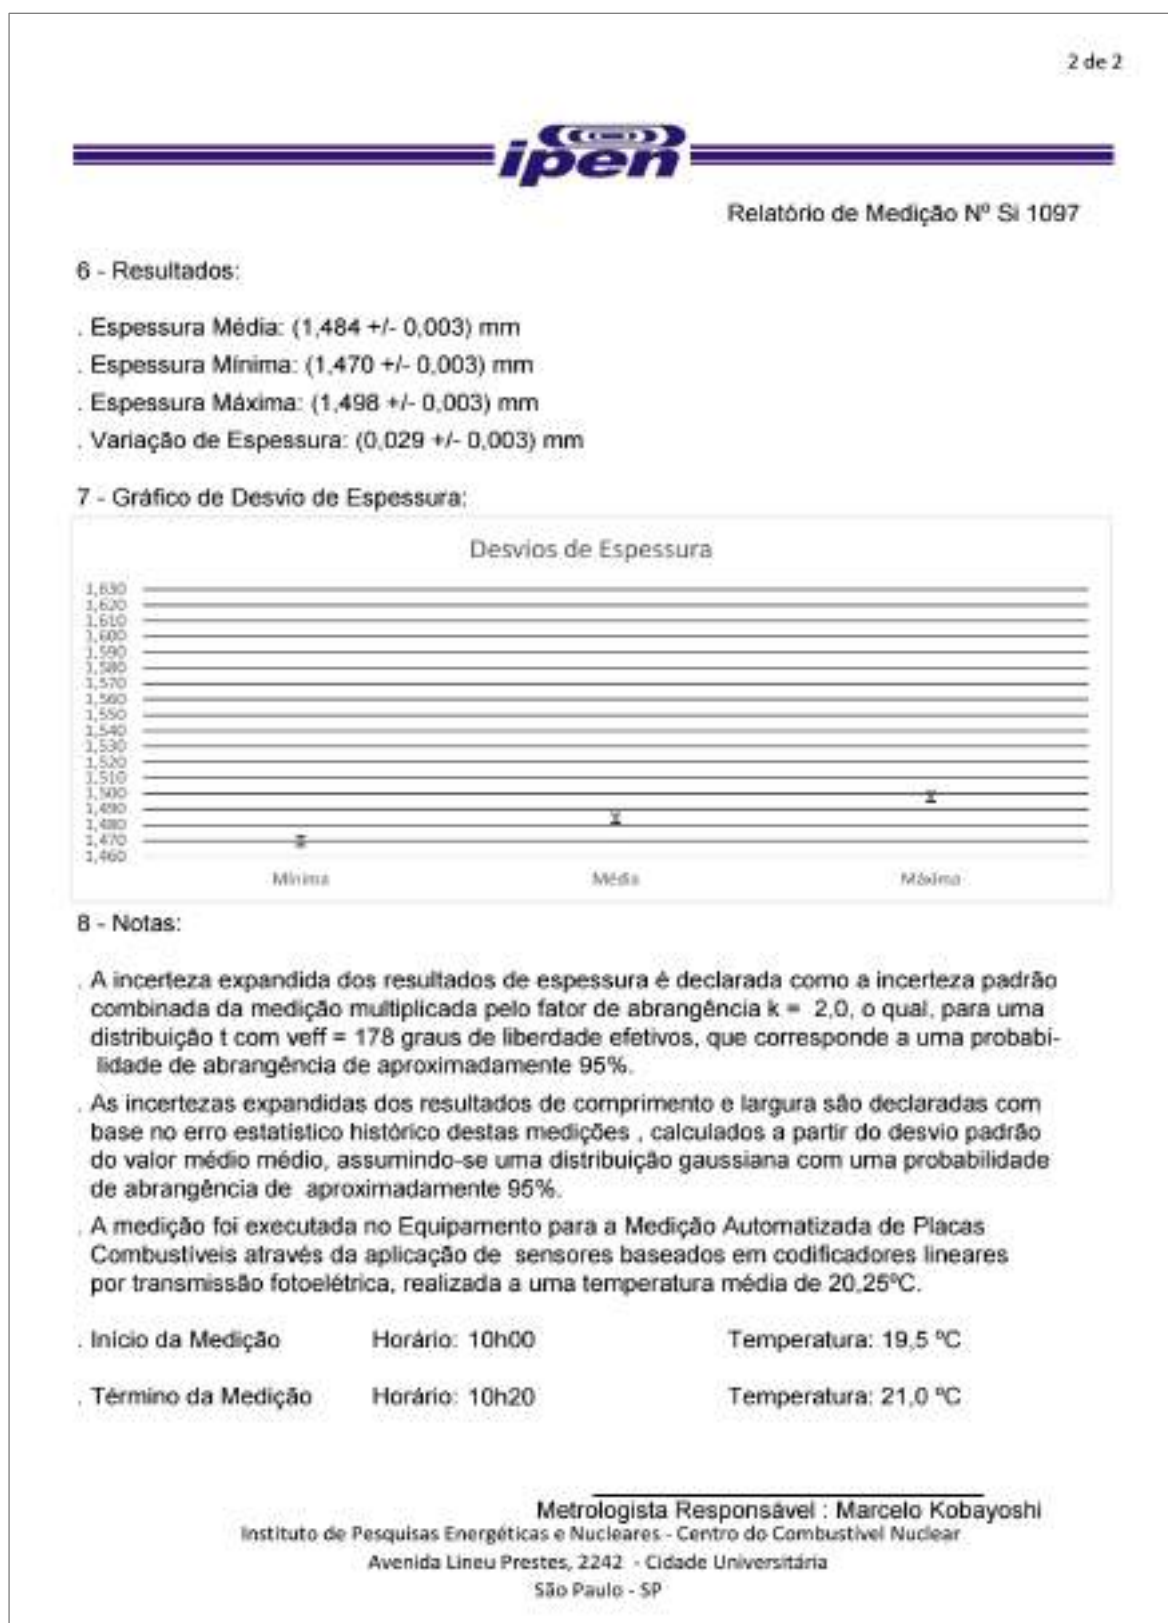 2 de 2
ipen
Relatório de Medição Nº Si 1097
6 - Resultados:
. Espessura Média: (1,484 +/- 0,003) mm
. Espessura Mínima: (1,470 +/- 0,003) mm
. Espessura Máxima: (1,498 +/- 0,003) mm
. Variação de Espessura: (0,029 +/- 0,003) mm
7 - Gráfico de Desvio de Espessura:
Desvios de Espessura
1,630
1,620
1,610
1,600
1,590
1,580
1,570
1,560
1,550
1,540
1,530
1,520
1,510
1,500
1,490
1,480
1,470
1,460
Mínima Média Máxima
8 - Notas:
. A incerteza expandida dos resultados de espessura é declarada como a incerteza padrão
combinada da medição multiplicada pelo fator de abrangência k = 2,0, o qual, para uma
distribuição t com veff = 178 graus de liberdade efetivos, que corresponde a uma probabi-
lidade de abrangência de aproximadamente 95%.
. As incertezas expandidas dos resultados de comprimento e largura são declaradas com
base no erro estatístico histórico destas medições , calculados a partir do desvio padrão
do valor médio médio, assumindo-se uma distribuição gaussiana com uma probabilidade
de abrangência de aproximadamente 95%.
. A medição foi executada no Equipamento para a Medição Automatizada de Placas
Combustíveis através da aplicação de sensores baseados em codificadores lineares
por transmissão fotoelétrica, realizada a uma temperatura média de 20,25ºC.
. Início da Medição Horário: 10h00 Temperatura: 19,5 ºC
. Término da Medição Horário: 10h20 Temperatura: 21,0 ºC
Metrologista Responsável : Marcelo Kobayoshi
Instituto de Pesquisas Energéticas e Nucleares - Centro do Combustível Nuclear
Avenida Lineu Prestes, 2242 - Cidade Universitária
São Paulo - SP